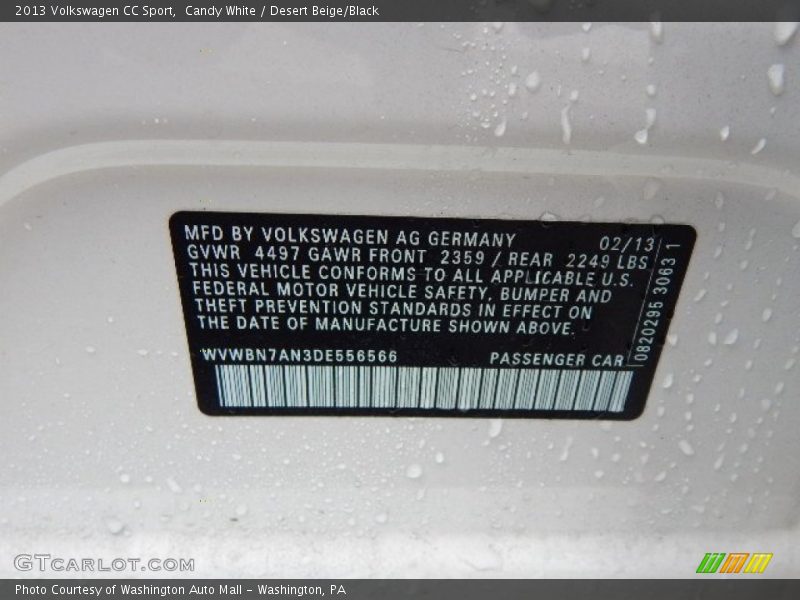 2013 Volkswagen CC Sport, Candy White / Desert Beige/Black
MFD BY VOLKSWAGEN AG GERMANY 02/13
GVWR 4497 GAWR FRONT 2359 / REAR 2249 LBS
THIS VEHICLE CONFORMS TO ALL APPLICABLE U.S.
FEDERAL MOTOR VEHICLE SAFETY, BUMPER AND
THEFT PREVENTION STANDARDS IN EFFECT ON
THE DATE OF MANUFACTURE SHOWN ABOVE.
WVWBN7AN3DE556566 PASSENGER CAR
0820295 3063 1
GTCARLOT.COM
Photo Courtesy of Washington Auto Mall - Washington, PA